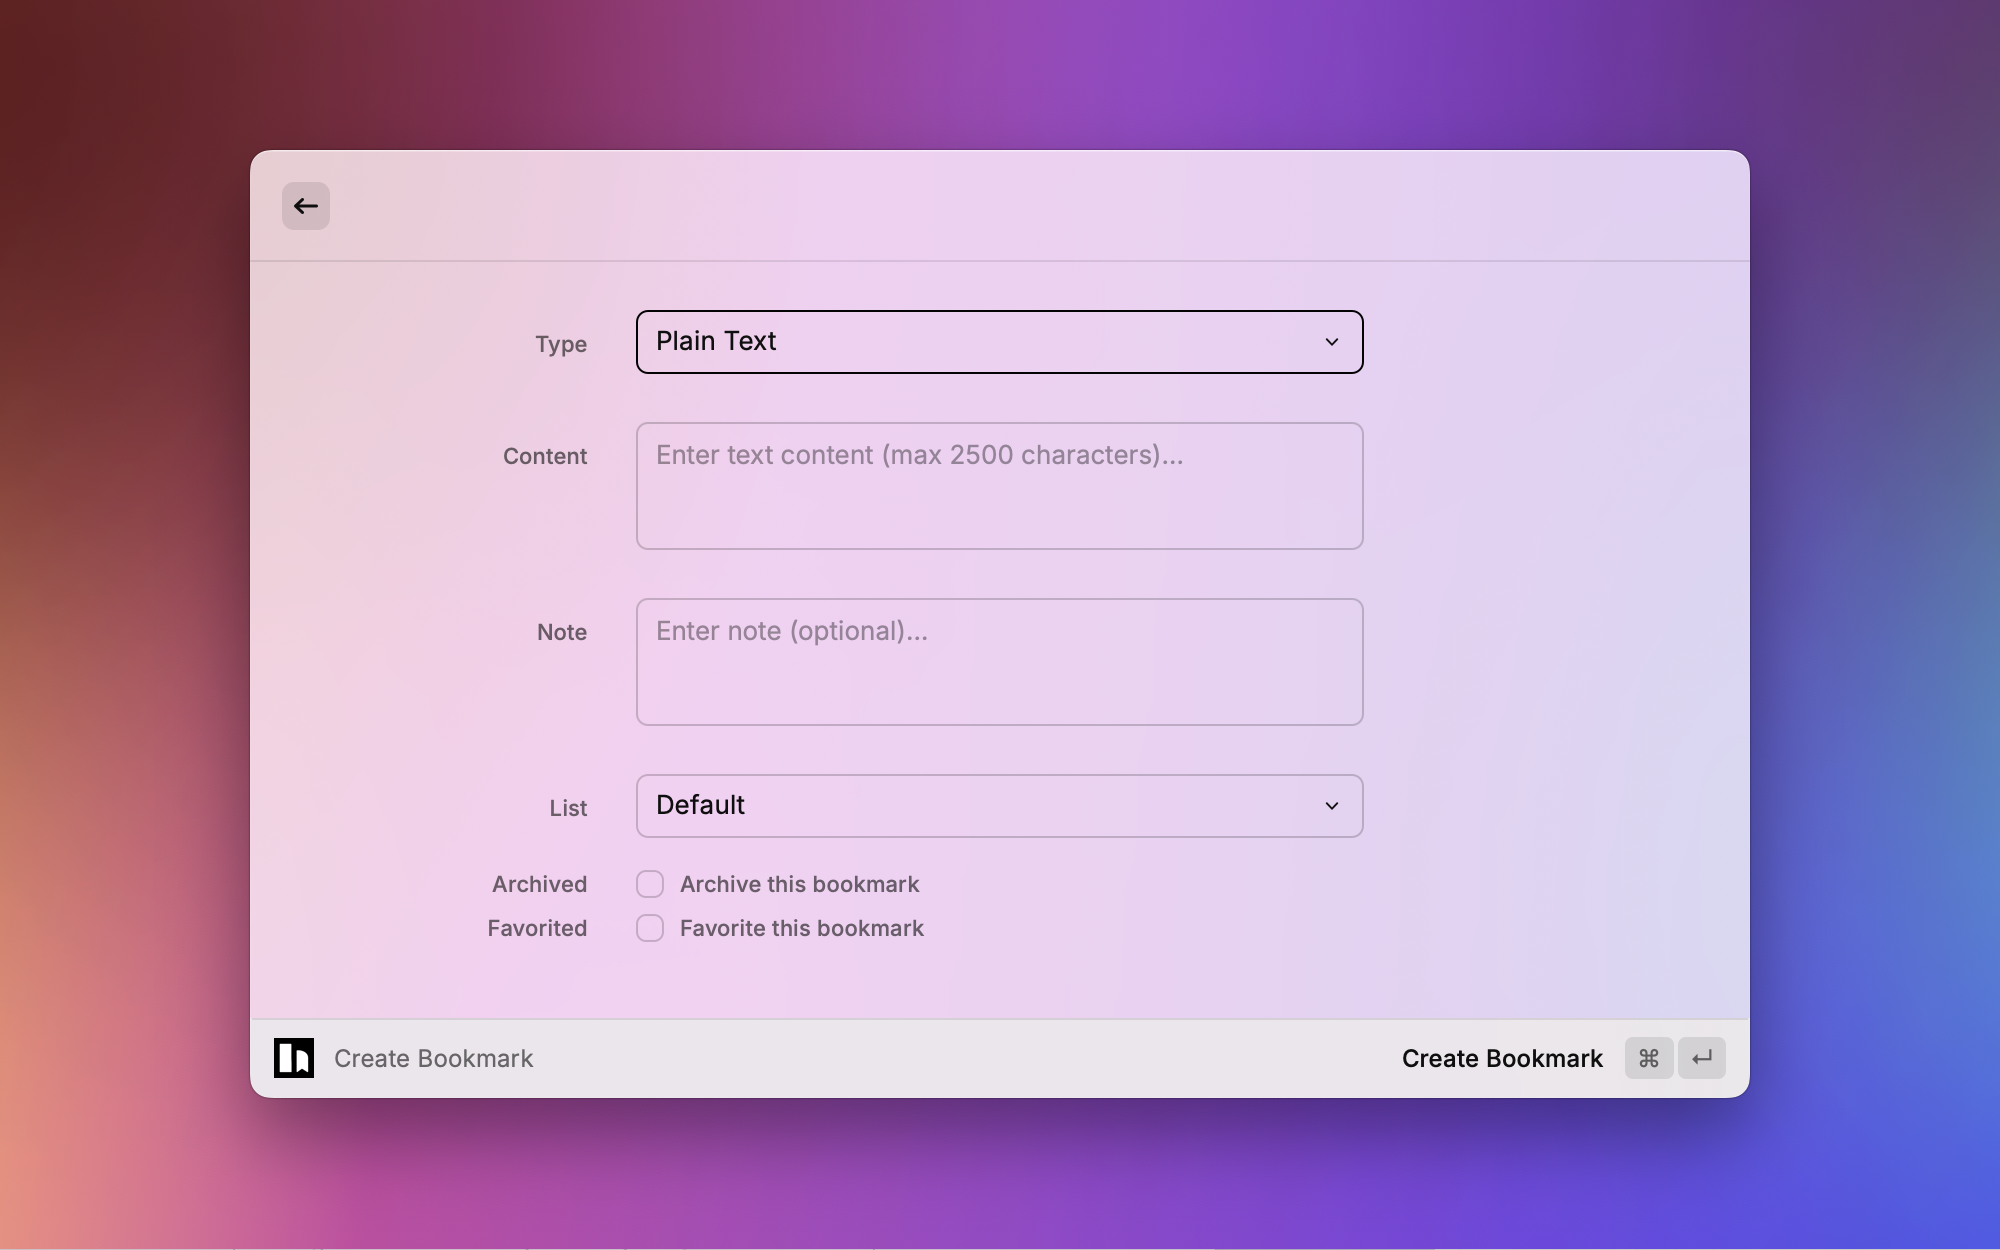 Type
Plain Text
Content
Enter text content (max 2500 characters)...
Note
Enter note (optional)...
List
Default
Archived
Archive this bookmark
Favorited
Favorite this bookmark
Create Bookmark
Create Bookmark ⌘ ↵